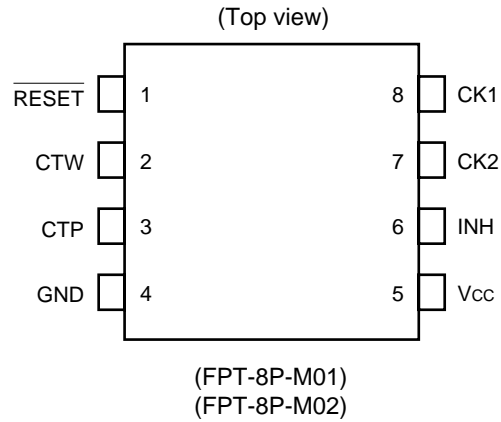 (Top view)
RESET 1 8 CK1
CTW 2 7 CK2
CTP 3 6 INH
GND 4 5 VCC
(FPT-8P-M01)
(FPT-8P-M02)